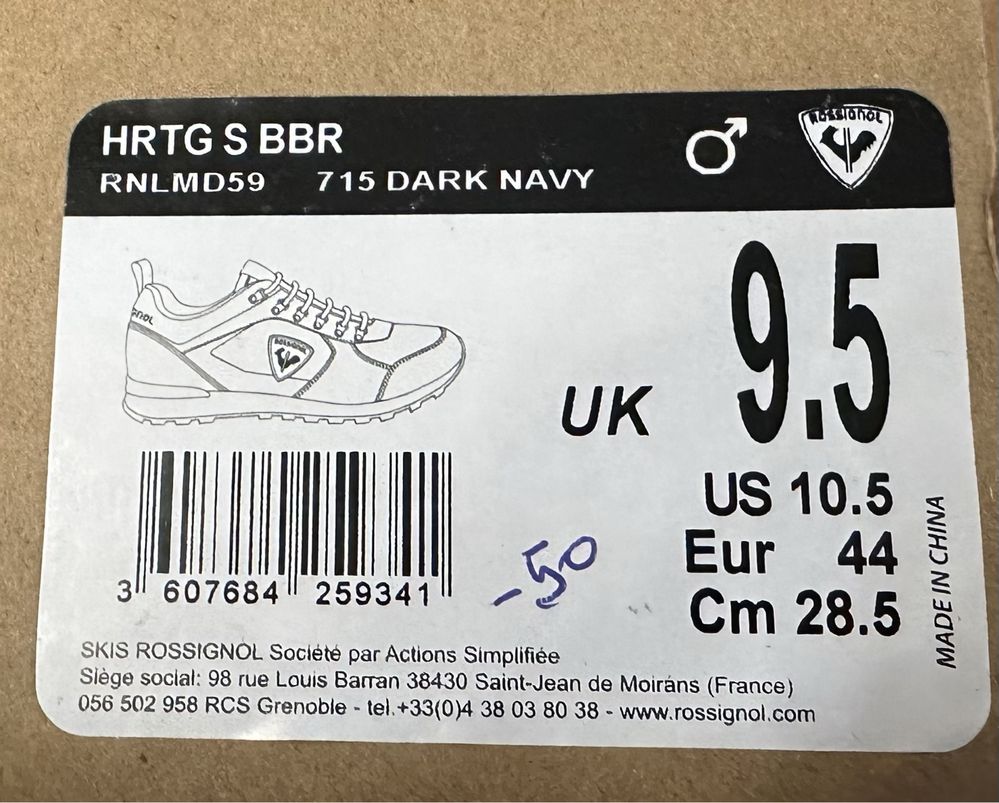 HRTG S BBR
RNLMD59 715 DARK NAVY
ROSSIGNOL
GNOL
ROSSIGNOL
UK 9.5
US 10.5
Eur 44
Cm 28.5
MADE IN CHINA
3 607684 259341
-50
SKIS ROSSIGNOL Société par Actions Simplifiée
Siège social: 98 rue Louis Barran 38430 Saint-Jean de Moirans (France)
056 502 958 RCS Grenoble - tel.+33(0)4 38 03 80 38 - www.rossignol.com